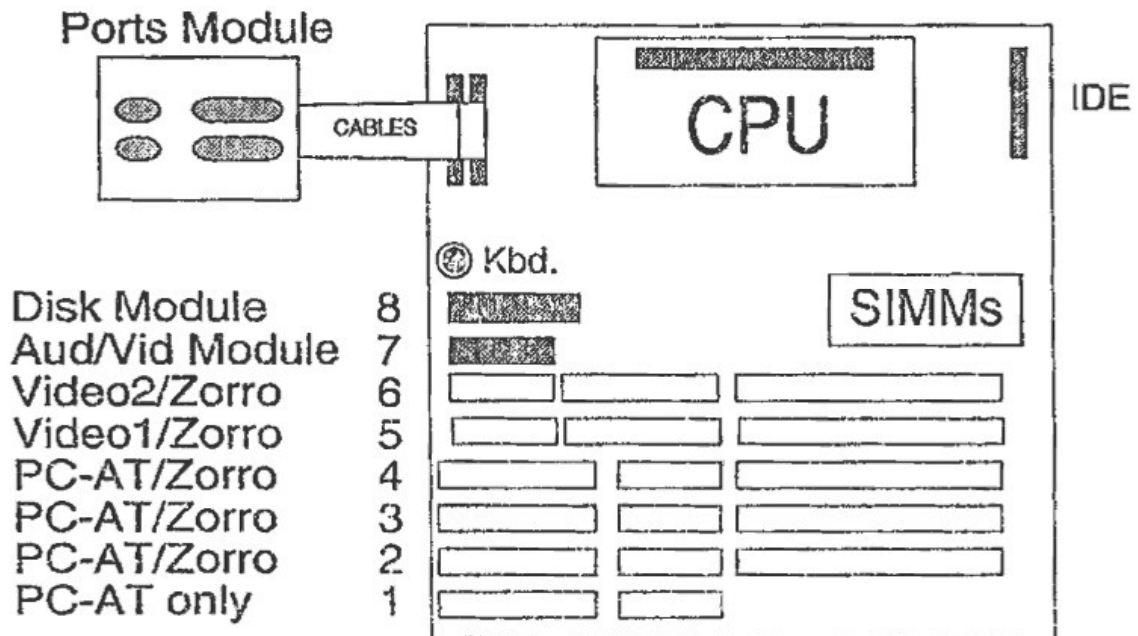 Ports Module
CABLES
CPU
IDE
Kbd.
SIMMs
Disk Module 8
Aud/Vid Module 7
Video2/Zorro 6
Video1/Zorro 5
PC-AT/Zorro 4
PC-AT/Zorro 3
PC-AT/Zorro 2
PC-AT only 1